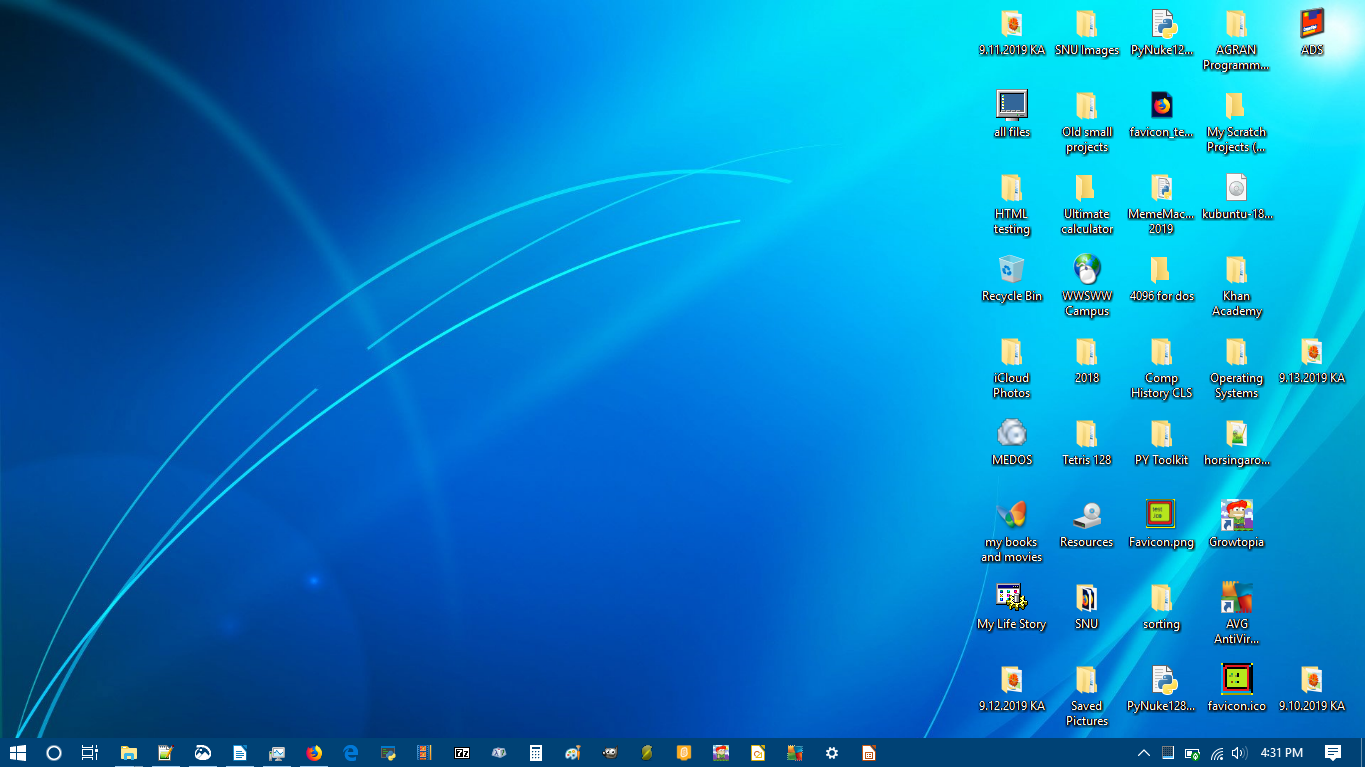 9.11.2019 KA
SNU Images
PyNuke12...
AGRAN
Programm...
ADS
all files
Old small
projects
favicon_te...
My Scratch
Projects (...
HTML
testing
Ultimate
calculator
MemeMac...
2019
kubuntu-18...
Recycle Bin
WWSWW
Campus
4096 for dos
Khan
Academy
iCloud
Photos
2018
Comp
History CLS
Operating
Systems
9.13.2019 KA
MEDOS
Tetris 128
PY Toolkit
horsingaro...
my books
and movies
Resources
Favicon.png
Growtopia
My Life Story
SNU
sorting
AVG
AntiVir...
9.12.2019 KA
Saved
Pictures
PyNuke128...
favicon.ico
9.10.2019 KA
7z
4:31 PM